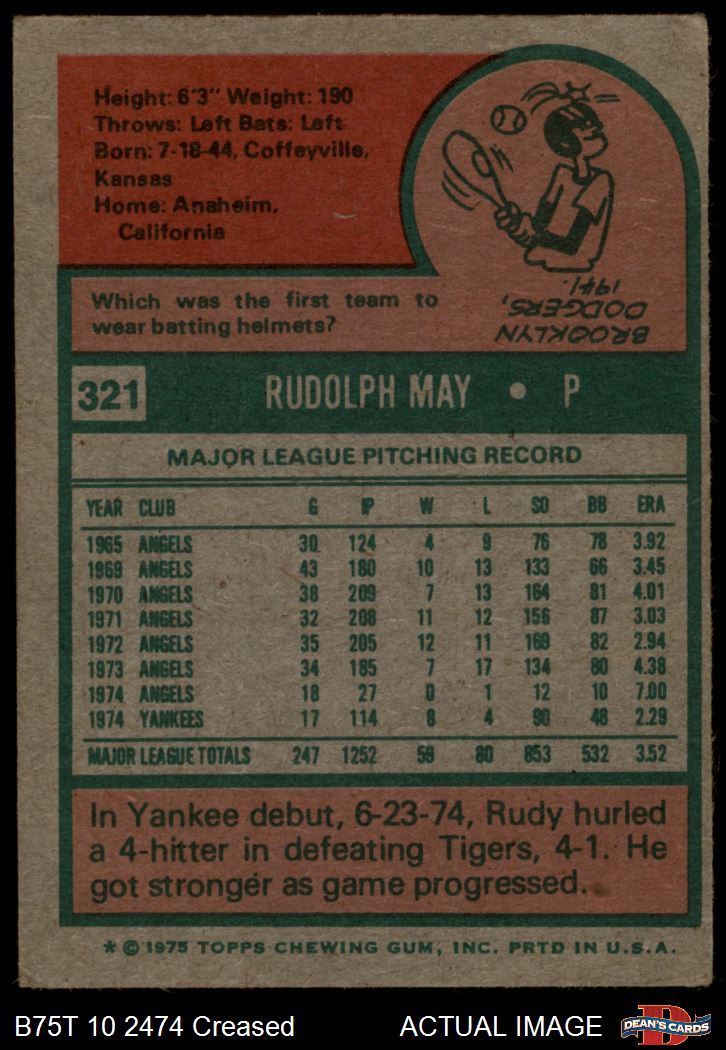 Height: 6'3" Weight: 190
Throws: Left Bats: Left
Born: 7-18-44, Coffeyville,
Kansas
Home: Anaheim,
California
Which was the first team to
wear batting helmets?
BROOKLYN
DODGERS,
1941.
321 RUDOLPH MAY • P
MAJOR LEAGUE PITCHING RECORD
YEAR CLUB G IP W L SO BB ERA
1965 ANGELS 30 124 4 9 76 78 3.92
1969 ANGELS 43 180 10 13 133 66 3.45
1970 ANGELS 38 209 7 13 164 81 4.01
1971 ANGELS 32 208 11 12 156 87 3.03
1972 ANGELS 35 205 12 11 169 82 2.94
1973 ANGELS 34 185 7 17 134 80 4.38
1974 ANGELS 18 27 0 1 12 10 7.00
1974 YANKEES 17 114 8 4 90 48 2.29
MAJOR LEAGUE TOTALS 247 1252 59 80 853 532 3.52
In Yankee debut, 6-23-74, Rudy hurled
a 4-hitter in defeating Tigers, 4-1. He
got stronger as game progressed.
* © 1975 TOPPS CHEWING GUM, INC. PRTD IN U.S.A.
B75T 10 2474 Creased ACTUAL IMAGE
D
DEAN'S CARDS